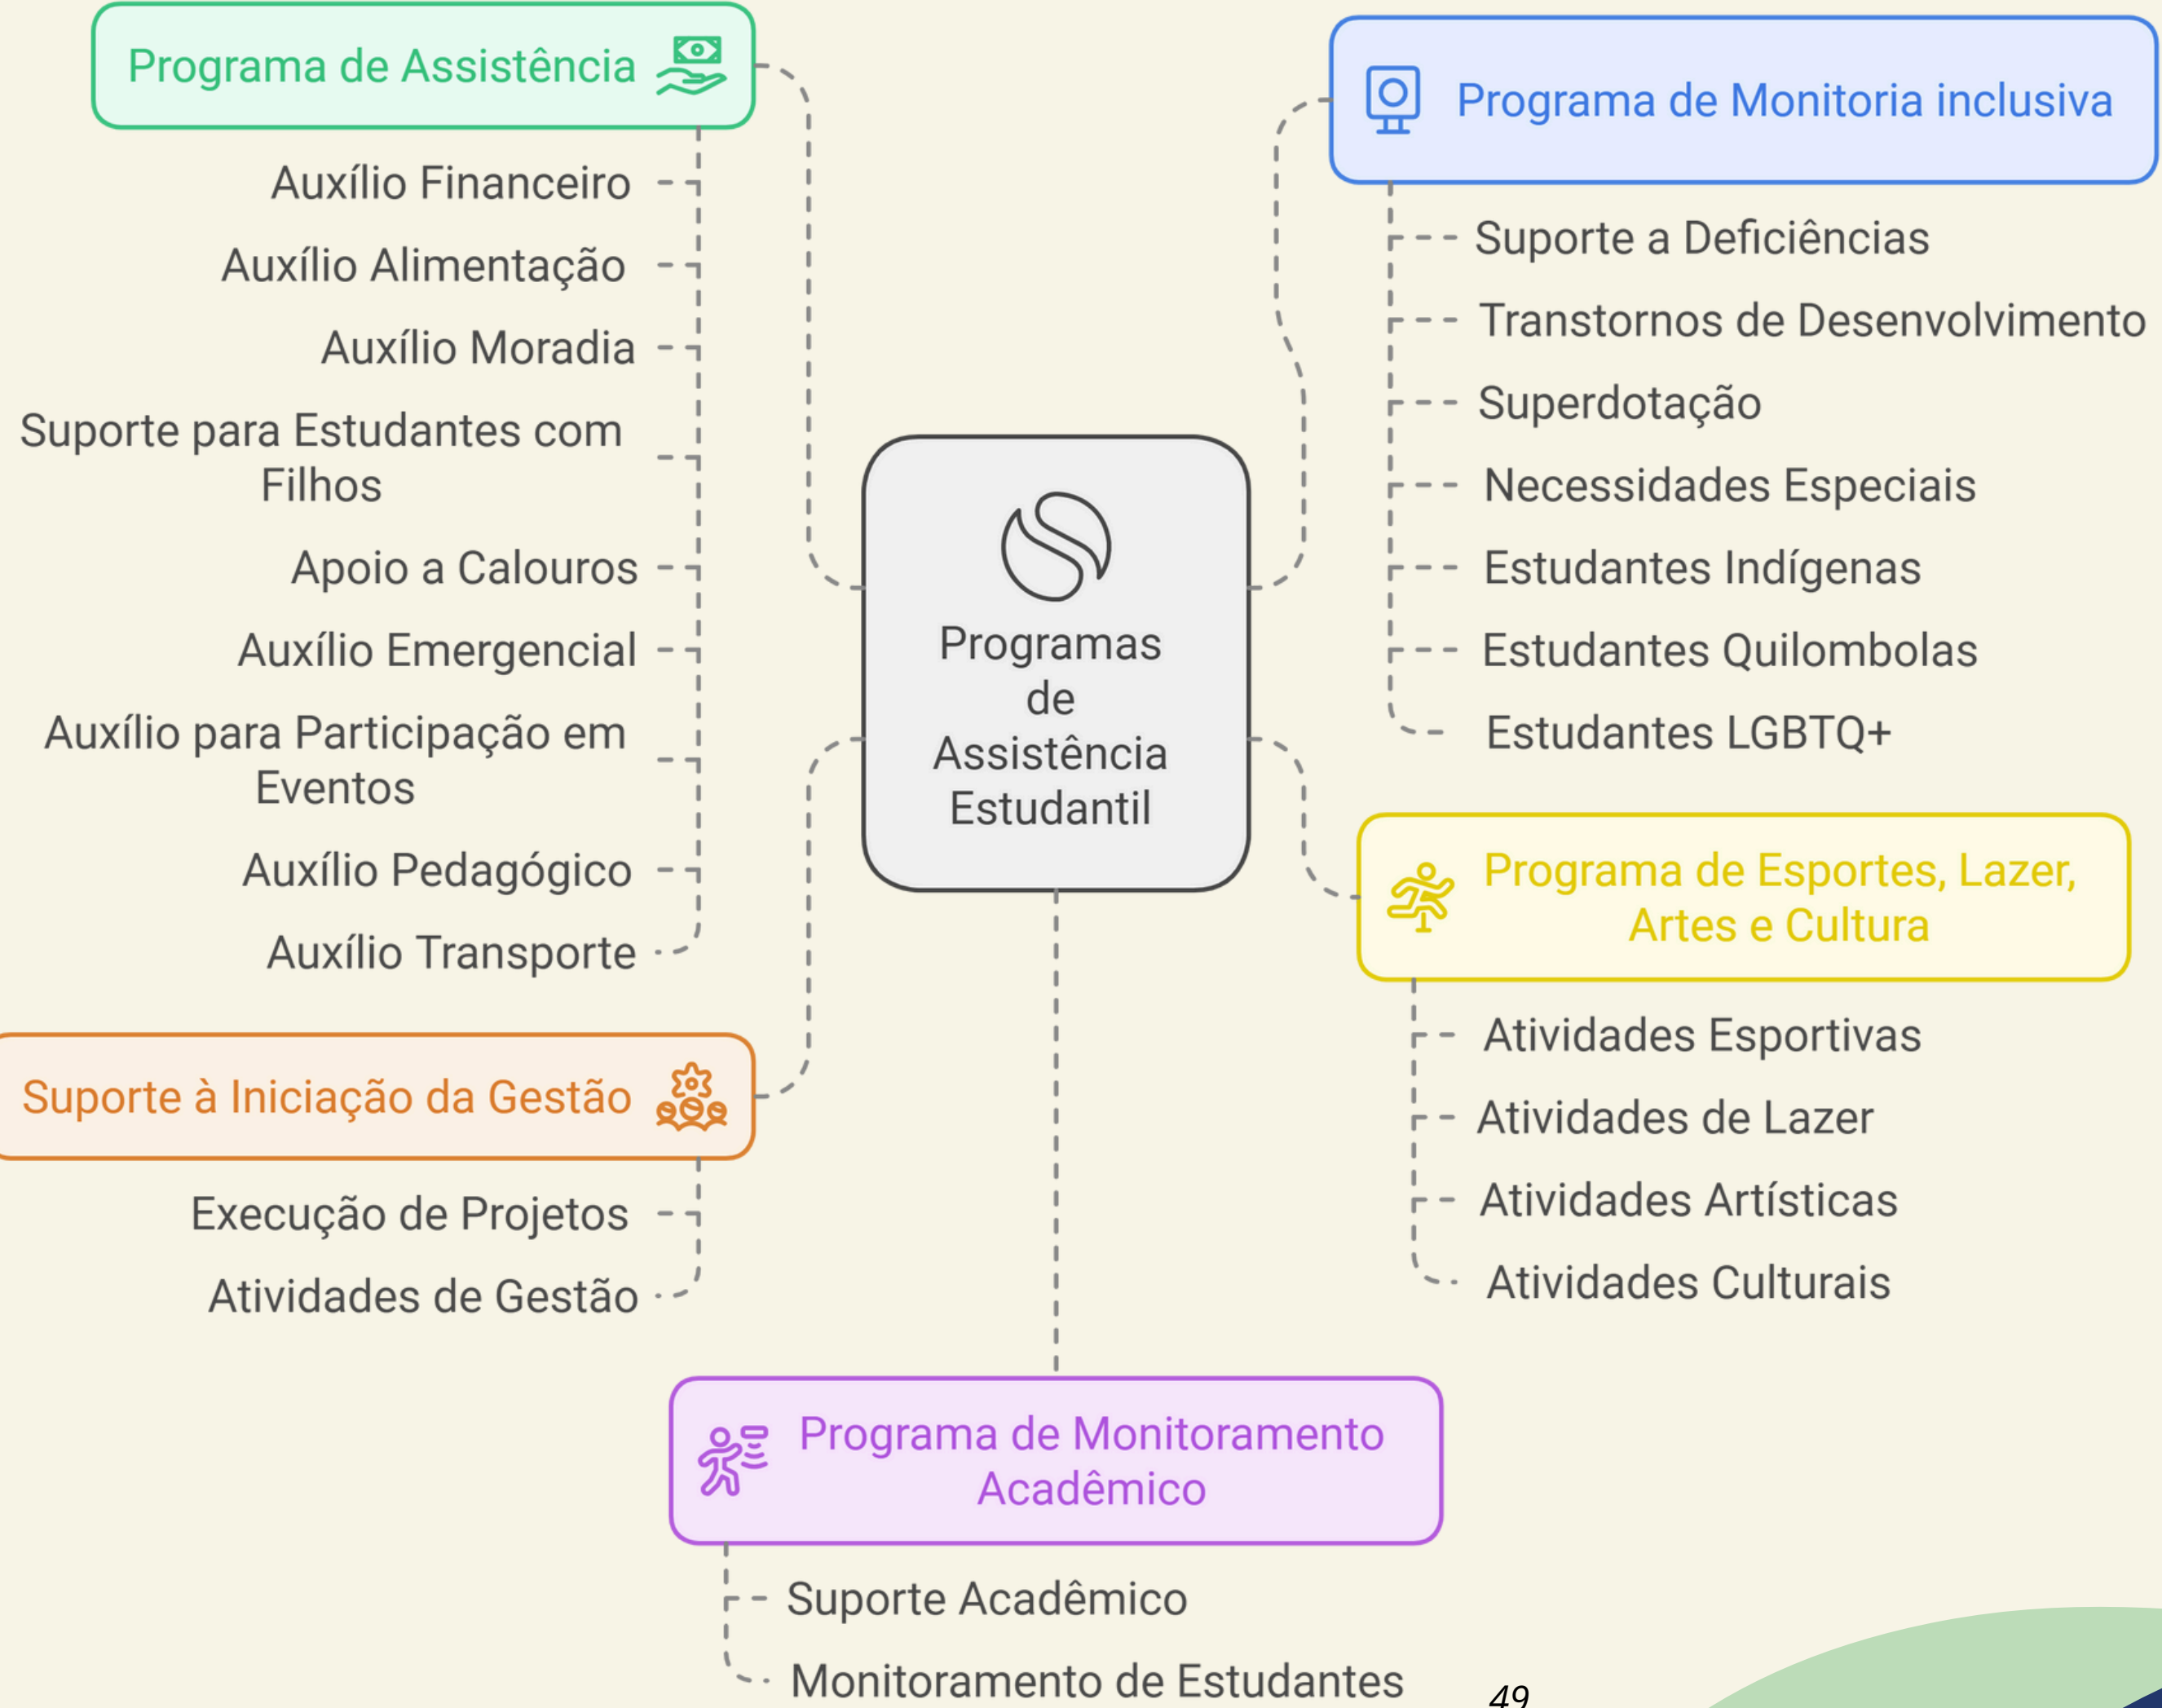 Programa de Assistência
Auxílio Financeiro
Auxílio Alimentação
Auxílio Moradia
Suporte para Estudantes com
Filhos
Apoio a Calouros
Auxílio Emergencial
Auxílio para Participação em
Eventos
Auxílio Pedagógico
Auxílio Transporte
Suporte à Iniciação da Gestão
Execução de Projetos
Atividades de Gestão
Programas
de
Assistência
Estudantil
Programa de Monitoria inclusiva
Suporte a Deficiências
Transtornos de Desenvolvimento
Superdotação
Necessidades Especiais
Estudantes Indígenas
Estudantes Quilombolas
Estudantes LGBTQ+
Programa de Esportes, Lazer,
Artes e Cultura
Atividades Esportivas
Atividades de Lazer
Atividades Artísticas
Atividades Culturais
Programa de Monitoramento
Acadêmico
Suporte Acadêmico
Monitoramento de Estudantes
49